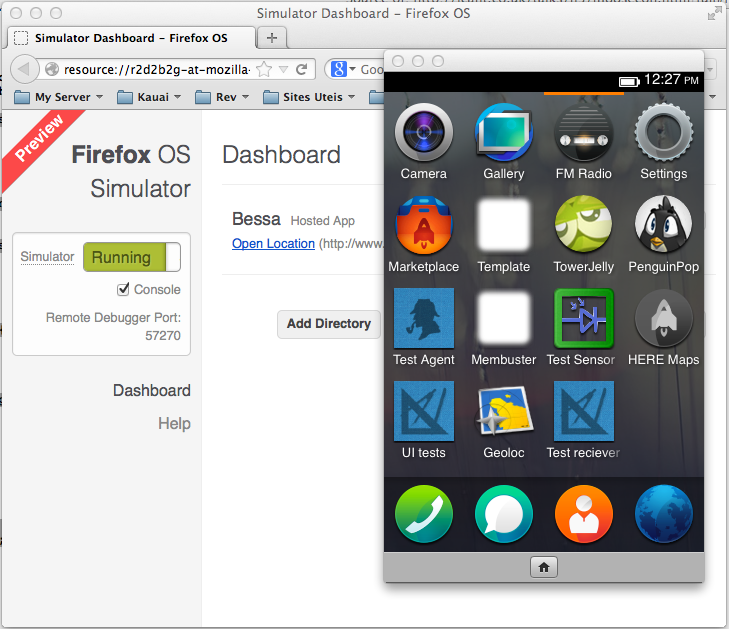 Simulator Dashboard – Firefox OS
Simulator Dashboard – Firefox OS
resource://r2d2b2g-at-mozilla-
8
Goo
My Server
Kauai
Rev
Sites Uteis
Preview
Firefox OS
Simulator
Simulator
Running
Console
Remote Debugger Port:
57270
Dashboard
Help
Dashboard
Bessa Hosted App
Open Location (http://www.
Add Directory
12:27 PM
Camera
Gallery
FM Radio
Settings
Marketplace
Template
TowerJelly
PenguinPop
Test Agent
Membuster
Test Sensor
HERE Maps
UI tests
Geoloc
Test reciever